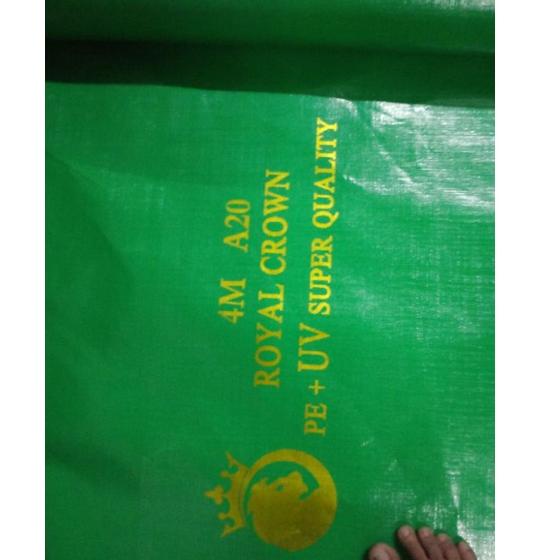 4M A20
ROYAL CROWN
PE + UV SUPER QUALITY